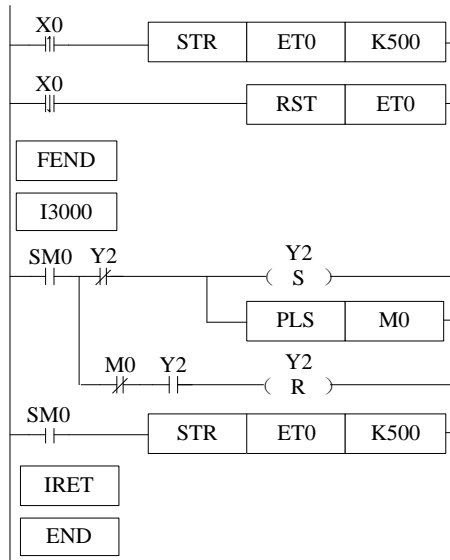 X0
STR ET0 K500
X0
RST ET0
FEND
I3000
SM0 Y2 Y2
( S )
PLS M0
M0 Y2 Y2
( R )
SM0
STR ET0 K500
IRET
END